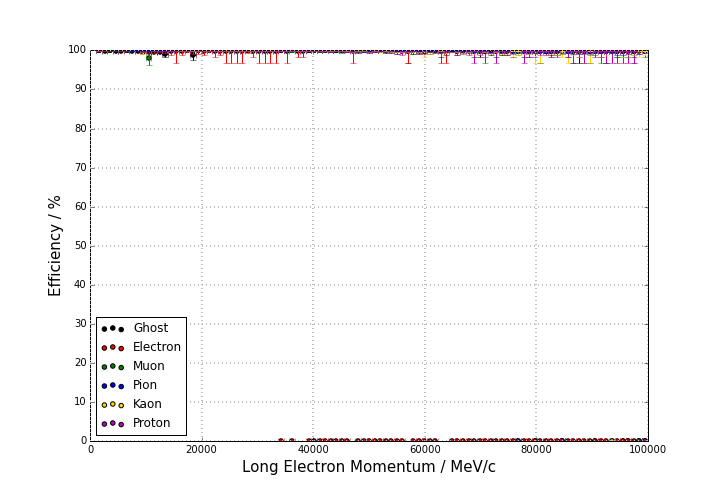 100
90
80
70
60
50
40
30
20
10
0
Efficiency / %
Ghost
Electron
Muon
Pion
Kaon
Proton
0 20000 40000 60000 80000 100000
Long Electron Momentum / MeV/c